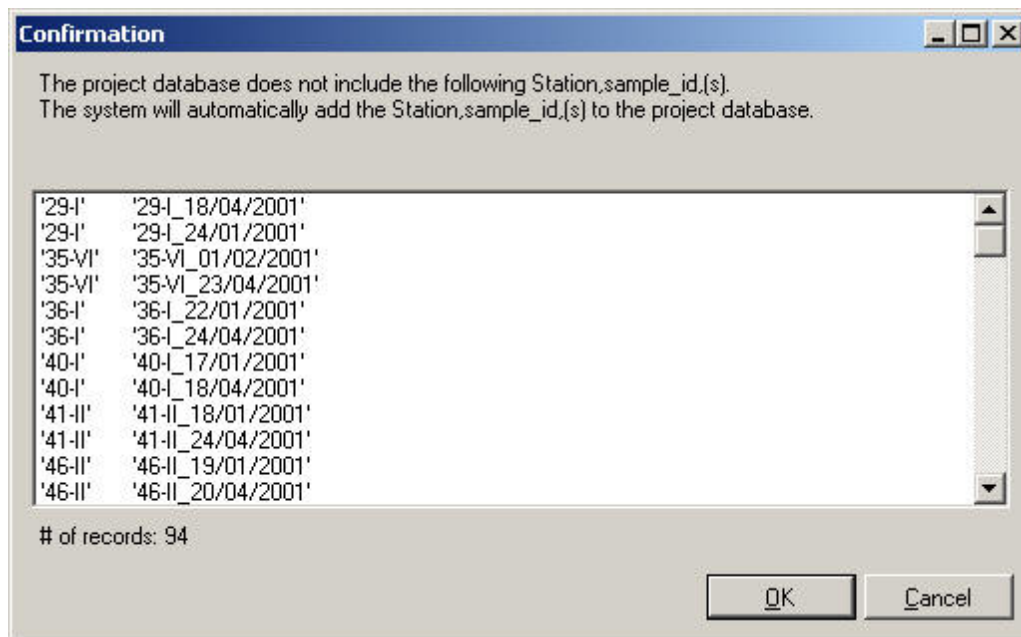 Confirmation
The project database does not include the following Station,sample_id,(s).
The system will automatically add the Station,sample_id,(s) to the project database.
'29-I' '29-I_18/04/2001'
'29-I' '29-I_24/01/2001'
'35-VI' '35-VI_01/02/2001'
'35-VI' '35-VI_23/04/2001'
'36-I' '36-I_22/01/2001'
'36-I' '36-I_24/04/2001'
'40-I' '40-I_17/01/2001'
'40-I' '40-I_18/04/2001'
'41-II' '41-II_18/01/2001'
'41-II' '41-II_24/04/2001'
'46-II' '46-II_19/01/2001'
'46-II' '46-II_20/04/2001'
# of records: 94
OK Cancel